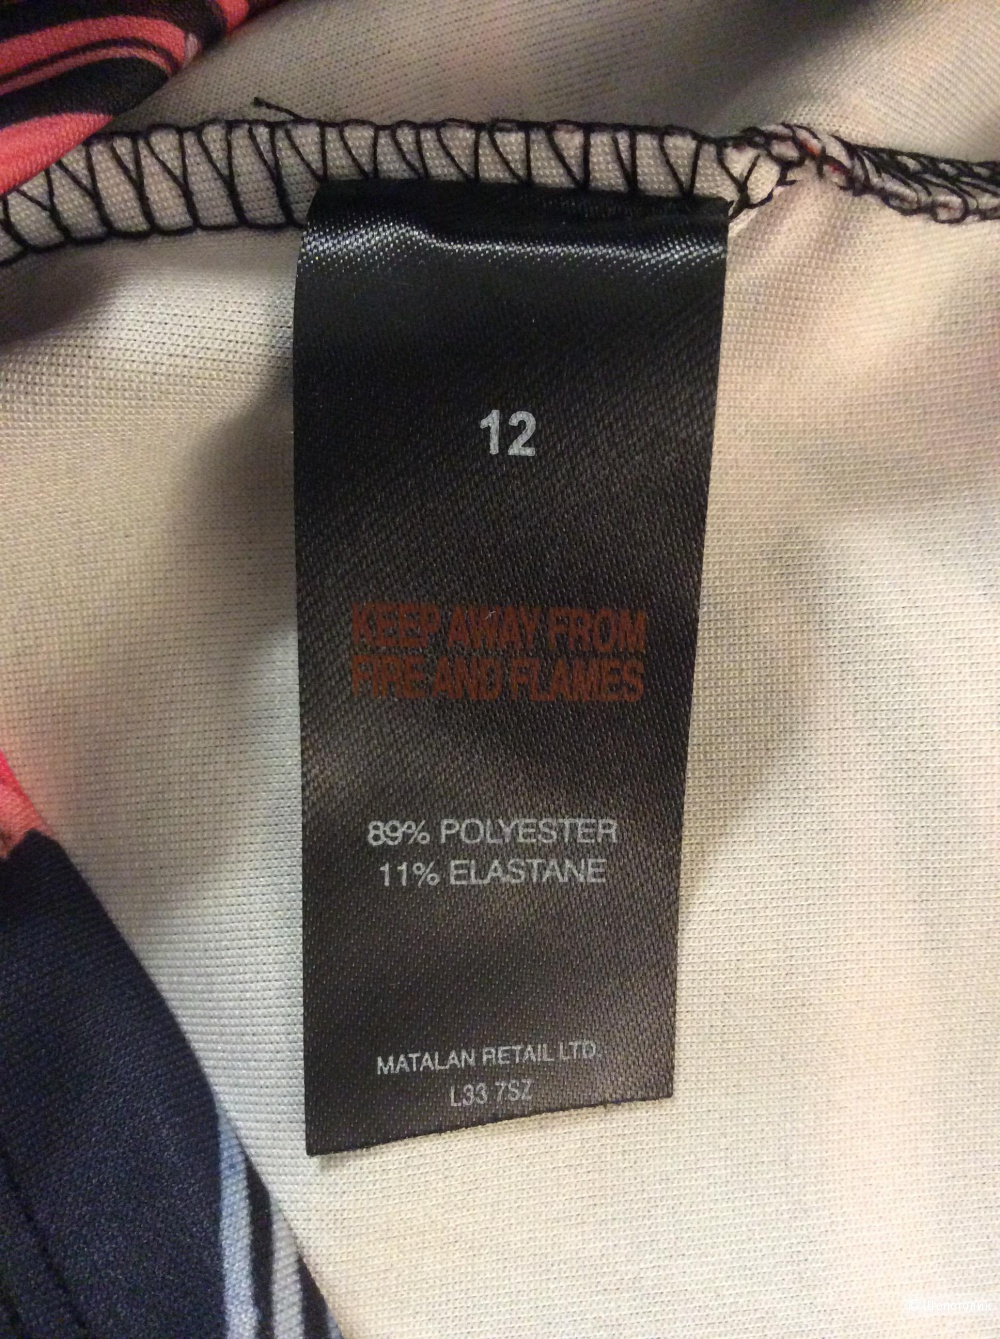 12
KEEP AWAY FROM
FIRE AND FLAMES
89% POLYESTER
11% ELASTANE
MATALAN RETAIL LTD.
L33 7SZ